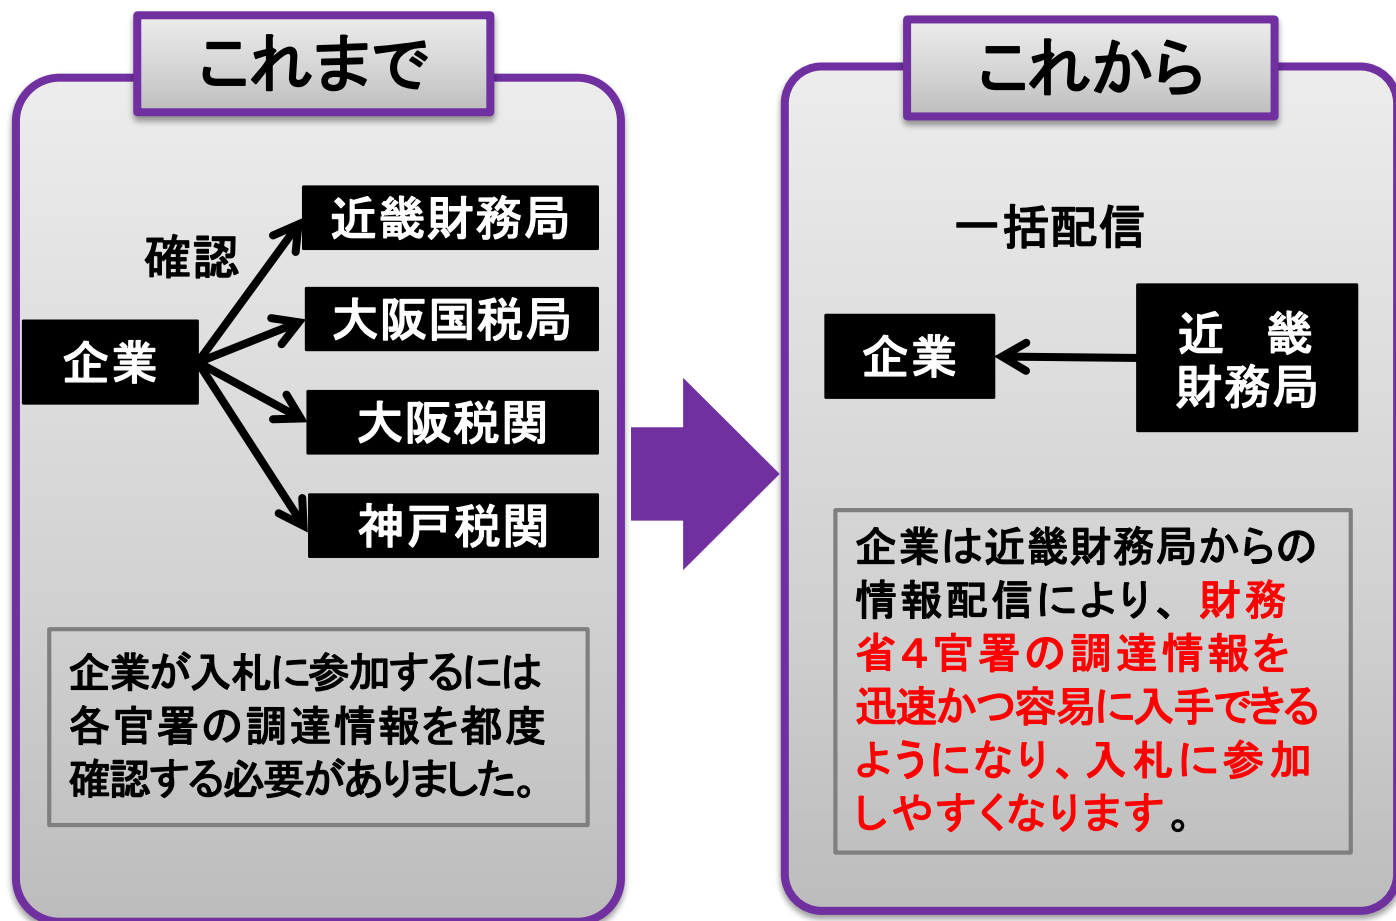 これまで
確認
企業
近畿財務局
大阪国税局
大阪税関
神戸税関
企業が入札に参加するには
各官署の調達情報を都度
確認する必要がありました。
これから
一括配信
企業
近　畿
財務局
企業は近畿財務局からの
情報配信により、財務
省４官署の調達情報を
迅速かつ容易に入手できる
ようになり、入札に参加
しやすくなります。